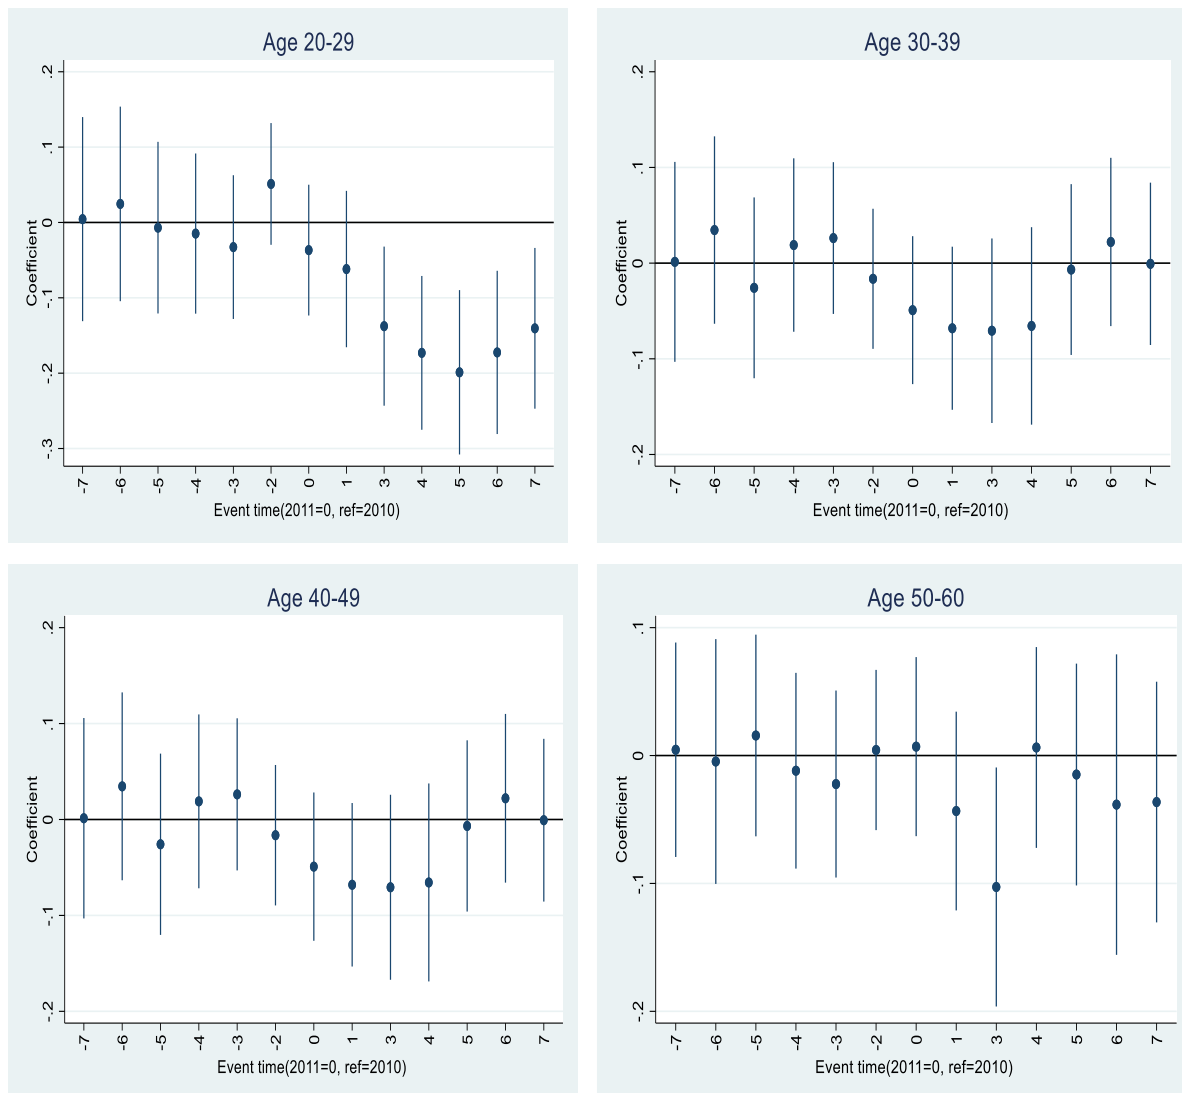 Age 20-29
.2
.1
0
-.1
-.2
-.3
Coefficient
-7 -6 -5 -4 -3 -2 0 1 3 4 5 6 7
Event time(2011=0, ref=2010)
Age 30-39
.2
.1
0
-.1
-.2
Coefficient
-7 -6 -5 -4 -3 -2 0 1 3 4 5 6 7
Event time(2011=0, ref=2010)
Age 40-49
.2
.1
0
-.1
-.2
Coefficient
-7 -6 -5 -4 -3 -2 0 1 3 4 5 6 7
Event time(2011=0, ref=2010)
Age 50-60
.1
0
-.1
-.2
Coefficient
-7 -6 -5 -4 -3 -2 0 1 3 4 5 6 7
Event time(2011=0, ref=2010)